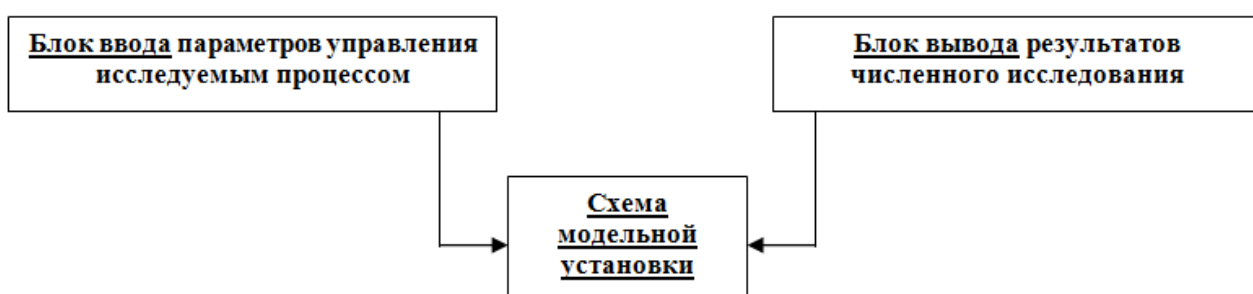 Блок ввода параметров управления
исследуемым процессом
Блок вывода результатов
численного исследования
Схема
модельной
установки